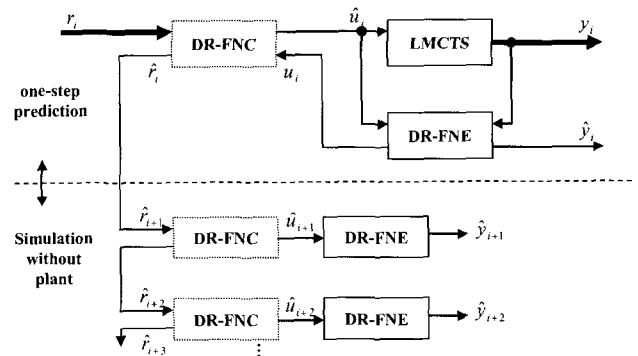 r_i
û_i
y_i
DR-FNC
LMCTS
r̂_i
u_i
one-step
prediction
DR-FNE
ŷ_i
Simulation
without
plant
r̂_{i+1}
DR-FNC
û_{i+1}
DR-FNE
ŷ_{i+1}
r̂_{i+2}
DR-FNC
û_{i+2}
DR-FNE
ŷ_{i+2}
r̂_{i+3}
⋮